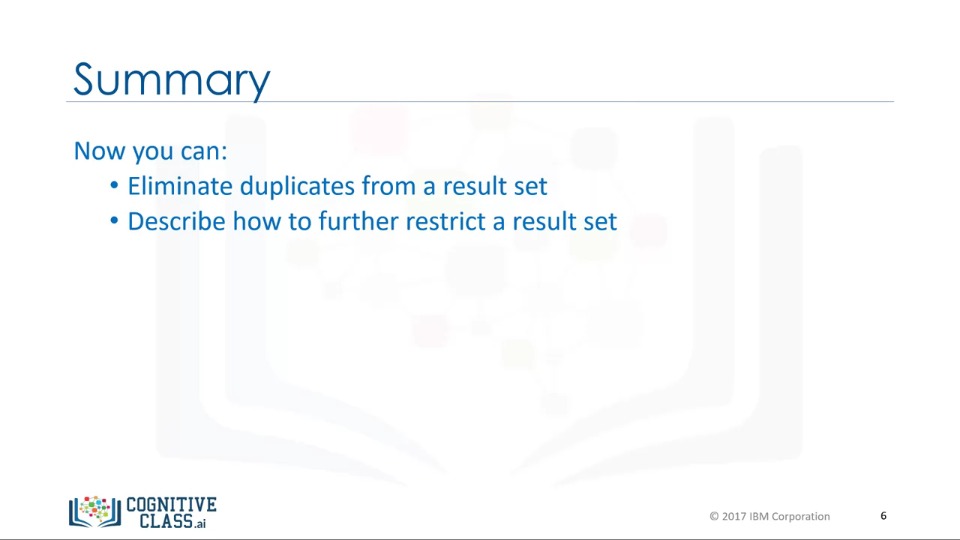 Summary
Now you can:
• Eliminate duplicates from a result set
• Describe how to further restrict a result set
COGNITIVE
CLASS.ai
© 2017 IBM Corporation
6